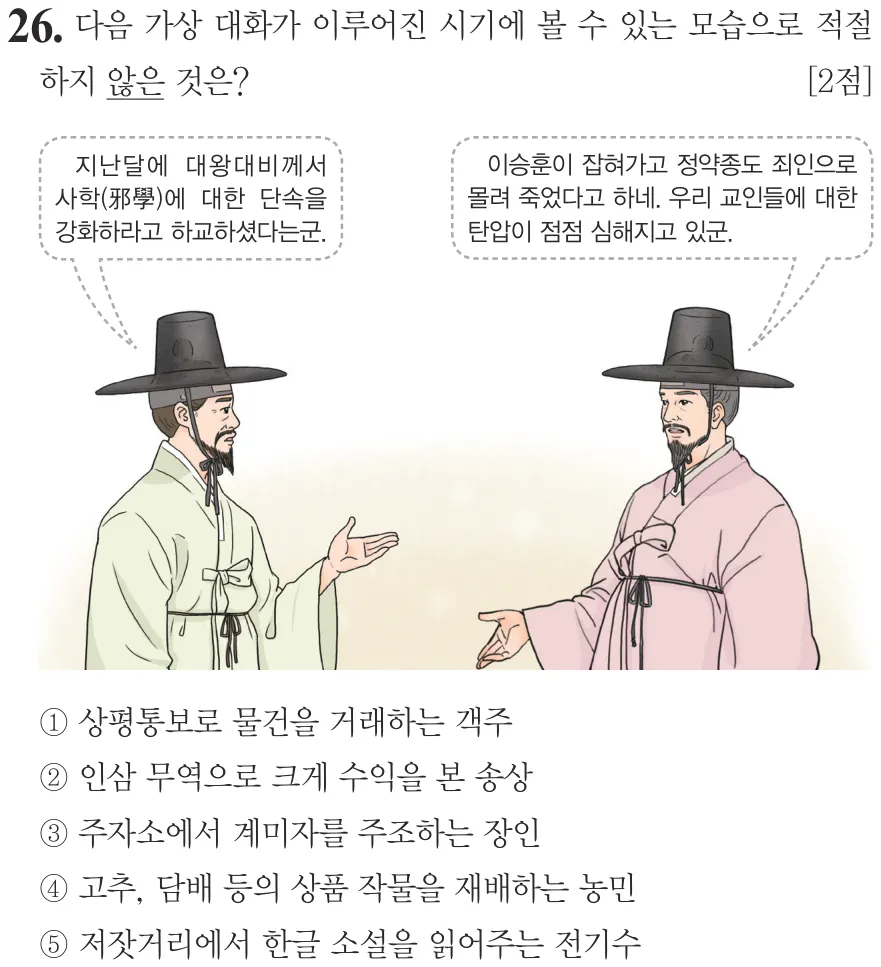 26. 다음 가상 대화가 이루어진 시기에 볼 수 있는 모습으로 적절
하지 않은 것은? [2점]
지난달에 대왕대비께서
사학(邪學)에 대한 단속을
강화하라고 하교하셨다는군.
이승훈이 잡혀가고 정약종도 죄인으로
몰려 죽었다고 하네. 우리 교인들에 대한
탄압이 점점 심해지고 있군.
① 상평통보로 물건을 거래하는 객주
② 인삼 무역으로 크게 수익을 본 송상
③ 주자소에서 계미자를 주조하는 장인
④ 고추, 담배 등의 상품 작물을 재배하는 농민
⑤ 저잣거리에서 한글 소설을 읽어주는 전기수